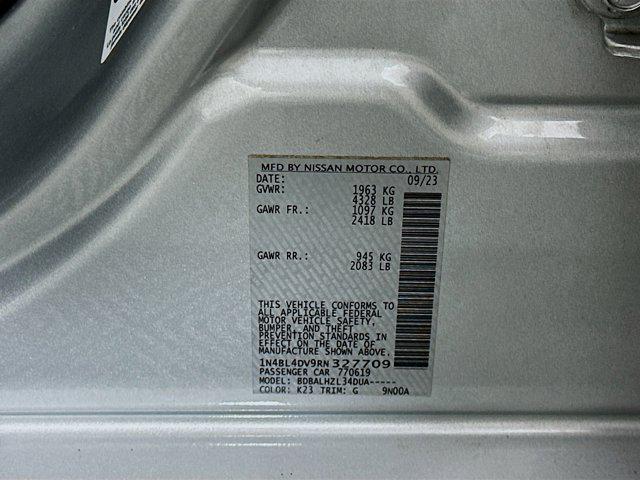 MFD BY NISSAN MOTOR CO., LTD.
DATE: 09/23
GVWR: 1963 KG
4328 LB
GAWR FR.: 1097 KG
2418 LB
GAWR RR.: 945 KG
2083 LB
THIS VEHICLE CONFORMS TO
ALL APPLICABLE FEDERAL
MOTOR VEHICLE SAFETY,
BUMPER, AND THEFT
PREVENTION STANDARDS IN
EFFECT ON THE DATE OF
MANUFACTURE SHOWN ABOVE.
1N4BL4DV9RN327709
PASSENGER CAR 770619
MODEL: BDBALHZL34DUA-----
COLOR: K23 TRIM: G 9N00A